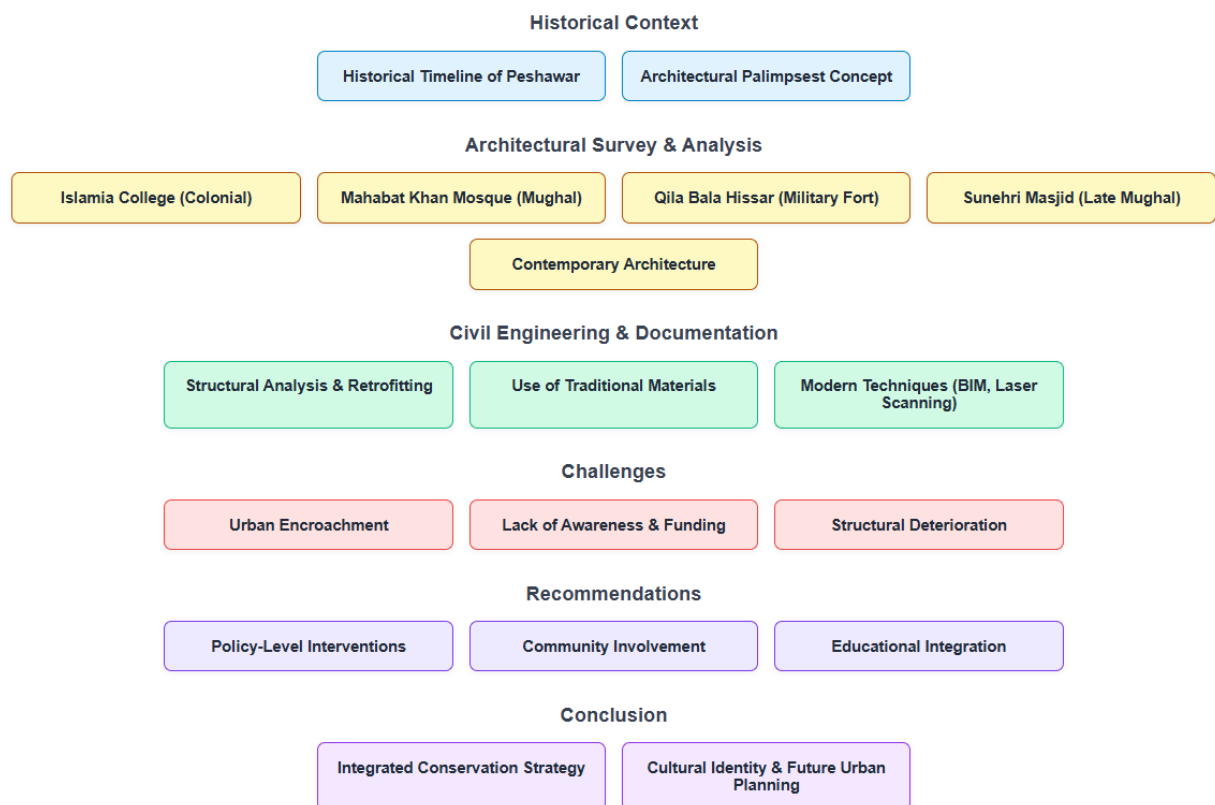 Historical Context
Historical Timeline of Peshawar
Architectural Palimpsest Concept
Architectural Survey & Analysis
Islamia College (Colonial)
Mahabat Khan Mosque (Mughal)
Qila Bala Hissar (Military Fort)
Sunehri Masjid (Late Mughal)
Contemporary Architecture
Civil Engineering & Documentation
Structural Analysis & Retrofitting
Use of Traditional Materials
Modern Techniques (BIM, Laser
Scanning)
Challenges
Urban Encroachment
Lack of Awareness & Funding
Structural Deterioration
Recommendations
Policy-Level Interventions
Community Involvement
Educational Integration
Conclusion
Integrated Conservation Strategy
Cultural Identity & Future Urban
Planning